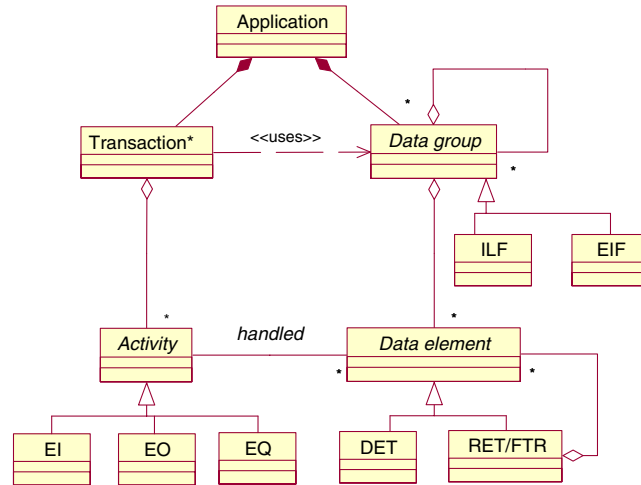 Application
*
Transaction*
<<uses>>
Data group
*
ILF
EIF
*
*
Activity
handled
Data element
*
*
EI
EO
EQ
DET
RET/FTR